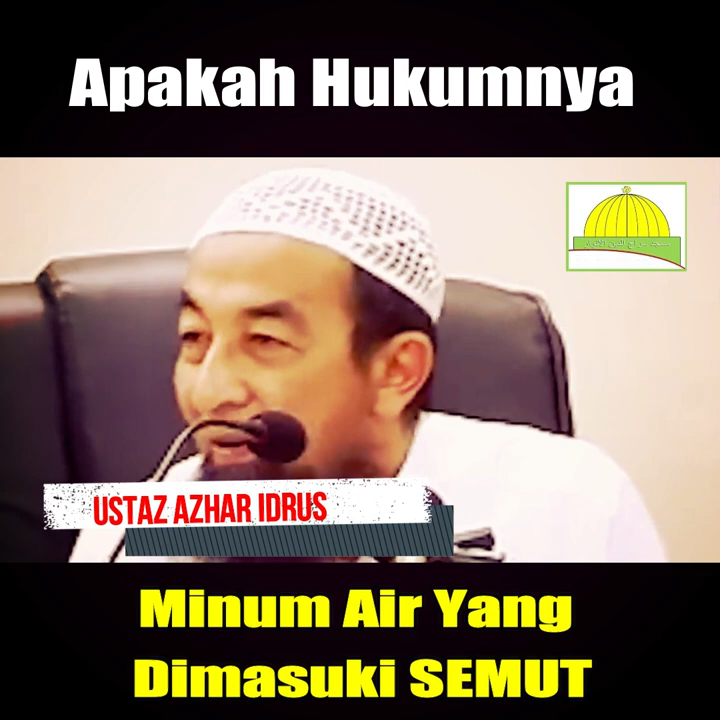 Apakah Hukumnya
USTAZ AZHAR IDRUS
Minum Air Yang
Dimasuki SEMUT